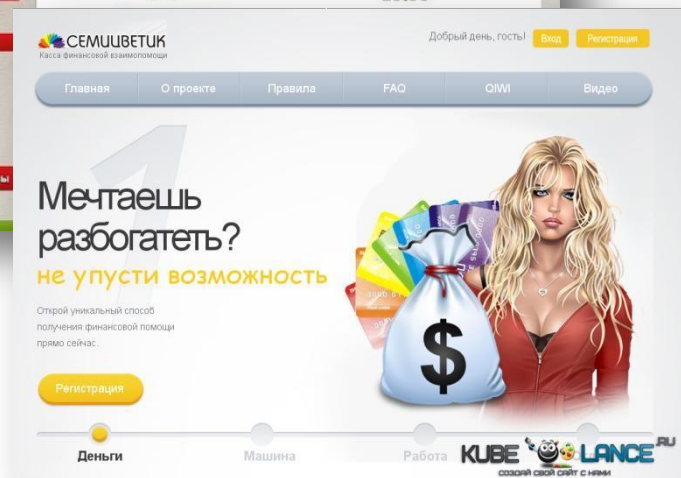 СЕМИЦВЕТИК
Касса финансовой взаимопомощи
Добрый день, гость!
Вход
Регистрация
Главная
О проекте
Правила
FAQ
QIWI
Видео
1
Мечтаешь
разбогатеть?
не упусти возможность
Открой уникальный способ
получения финансовой помощи
прямо сейчас.
Регистрация
$
Деньги
Машина
Работа
KUBE LANCE .RU
создай свой сайт с нами